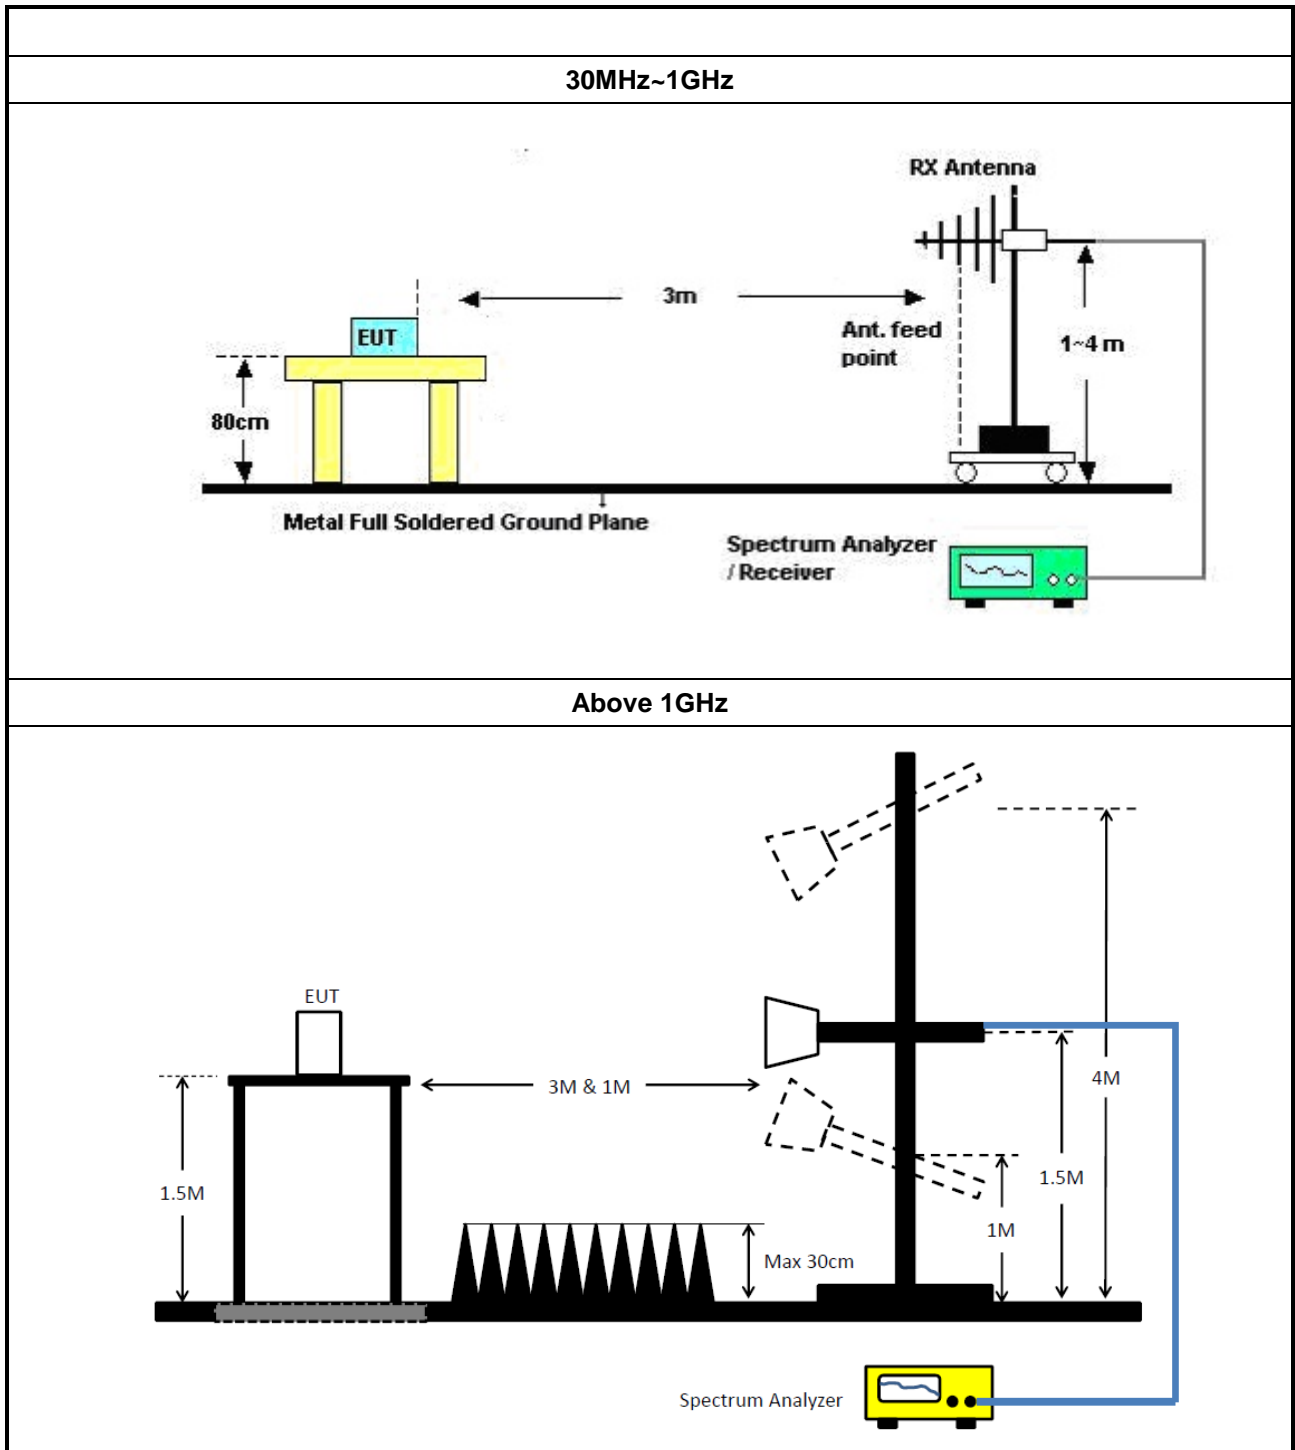 30MHz~1GHz
RX Antenna
3m
EUT
Ant. feed
point
1~4 m
80cm
Metal Full Soldered Ground Plane
Spectrum Analyzer
/ Receiver
Above 1GHz
EUT
3M & 1M
4M
1.5M
1.5M
1M
Max 30cm
Spectrum Analyzer